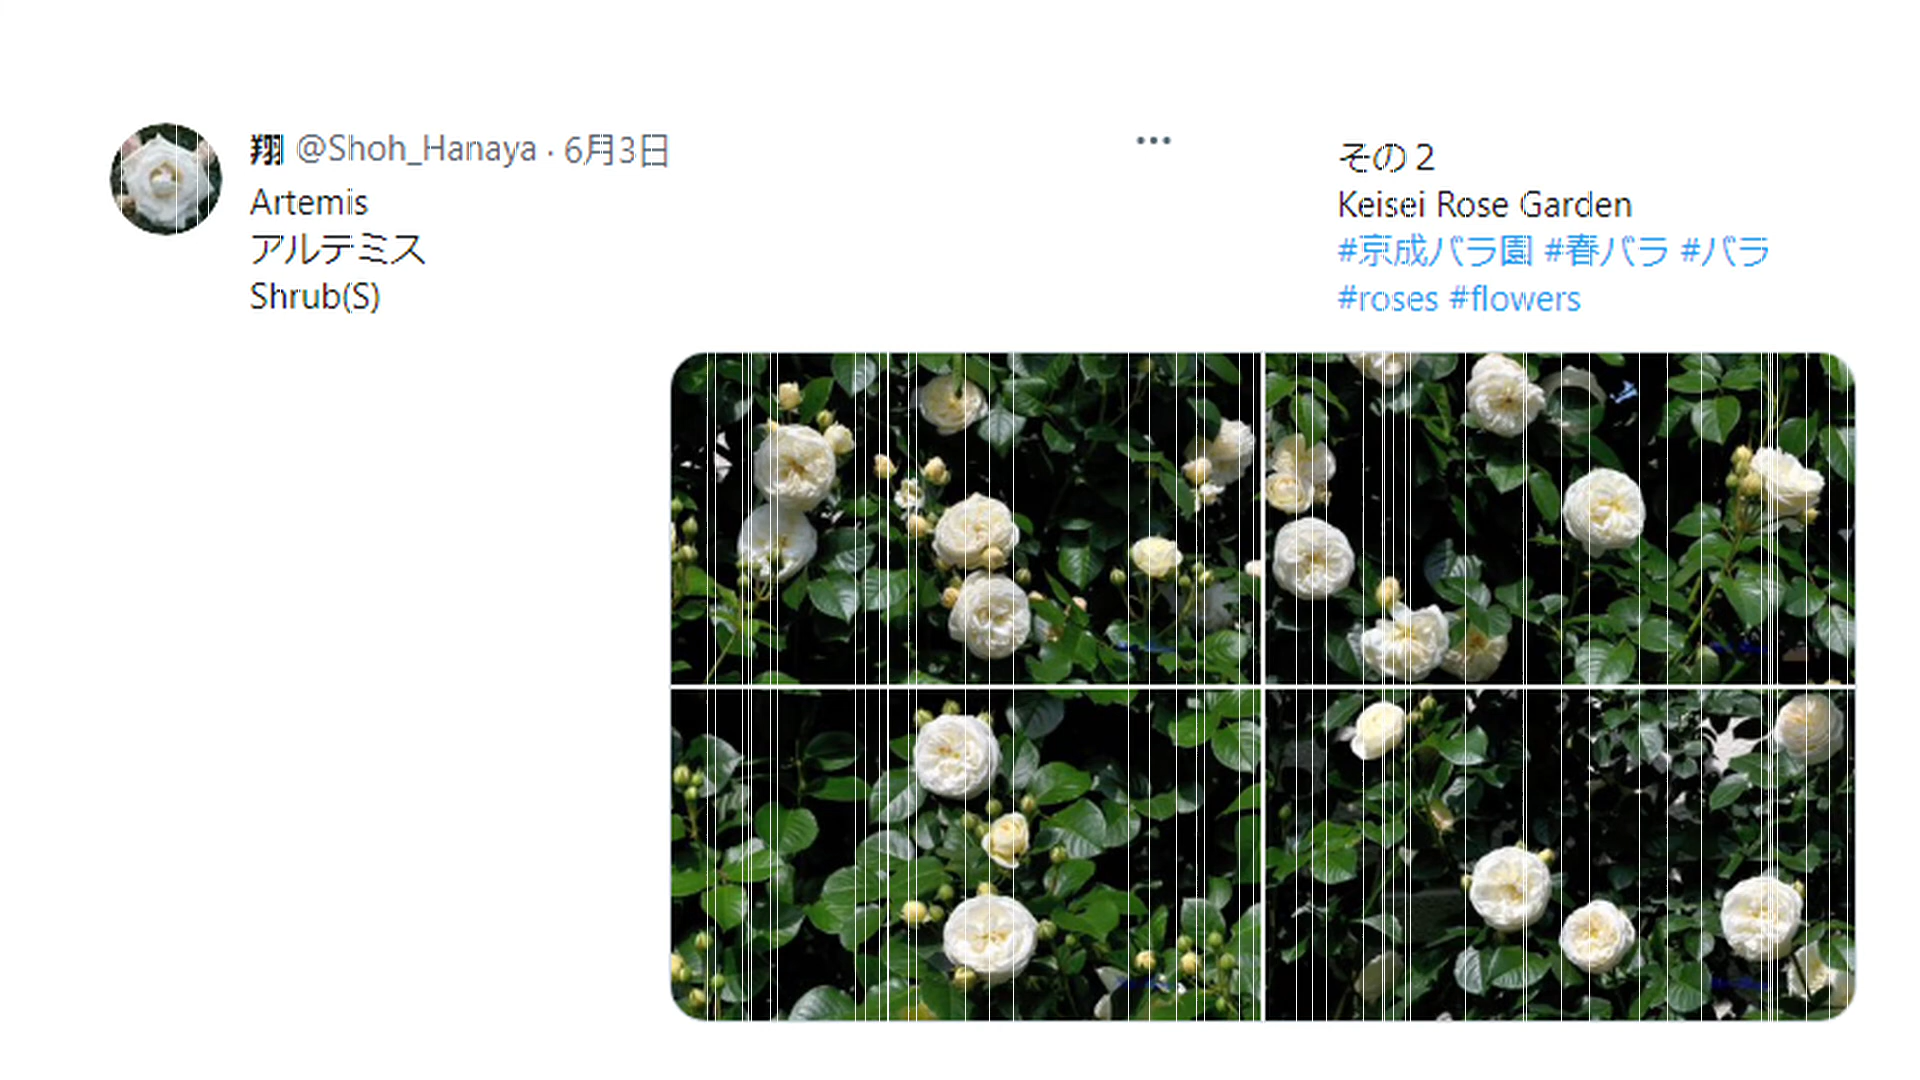 翔 @Shoh_Hanaya · 6月3日
Artemis
アルテミス
Shrub(S)
その２
Keisei Rose Garden
#京成バラ園 #春バラ #バラ
#roses #flowers